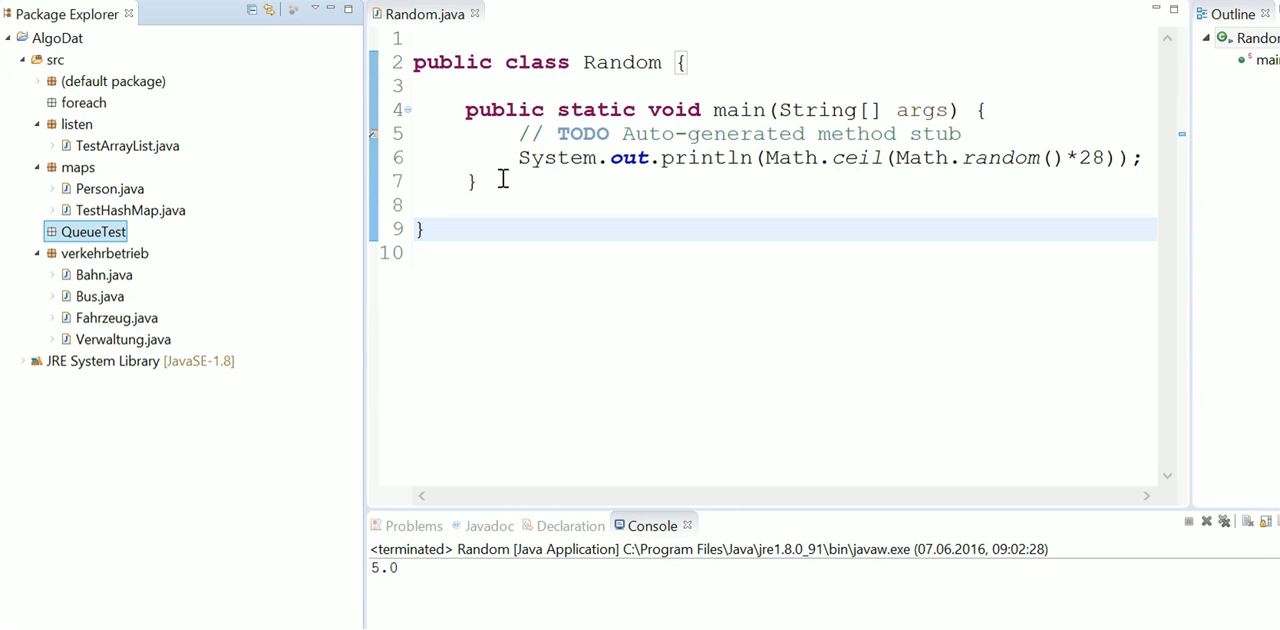 Package Explorer
AlgoDat
src
(default package)
foreach
listen
TestArrayList.java
maps
Person.java
TestHashMap.java
QueueTest
verkehrbetrieb
Bahn.java
Bus.java
Fahrzeug.java
Verwaltung.java
JRE System Library [JavaSE-1.8]
Random.java
1
2 public class Random {
3
4 public static void main(String[] args) {
5 // TODO Auto-generated method stub
6 System.out.println(Math.ceil(Math.random()*28));
7 }
8
9 }
10
Problems Javadoc Declaration Console
<terminated> Random [Java Application] C:\Program Files\Java\jre1.8.0_91\bin\javaw.exe (07.06.2016, 09:02:28)
5.0
Outline
Rando
mai